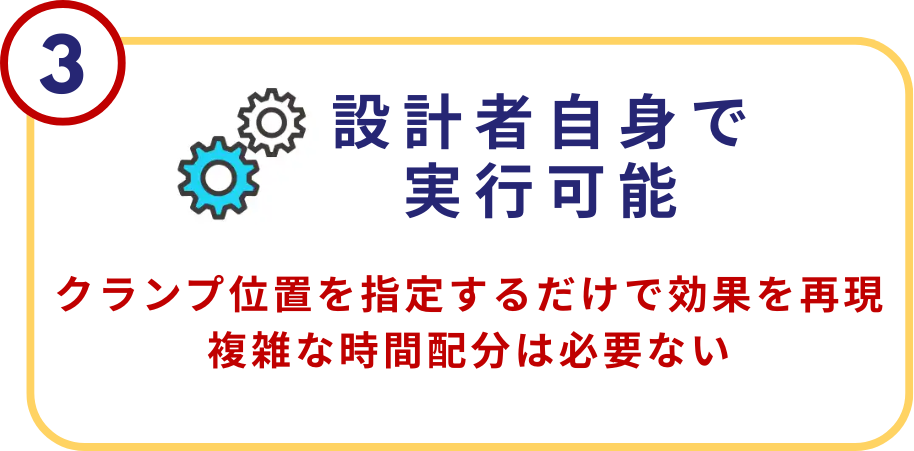 3
設計者自身で
実行可能
クランプ位置を指定するだけで効果を再現
複雑な時間配分は必要ない